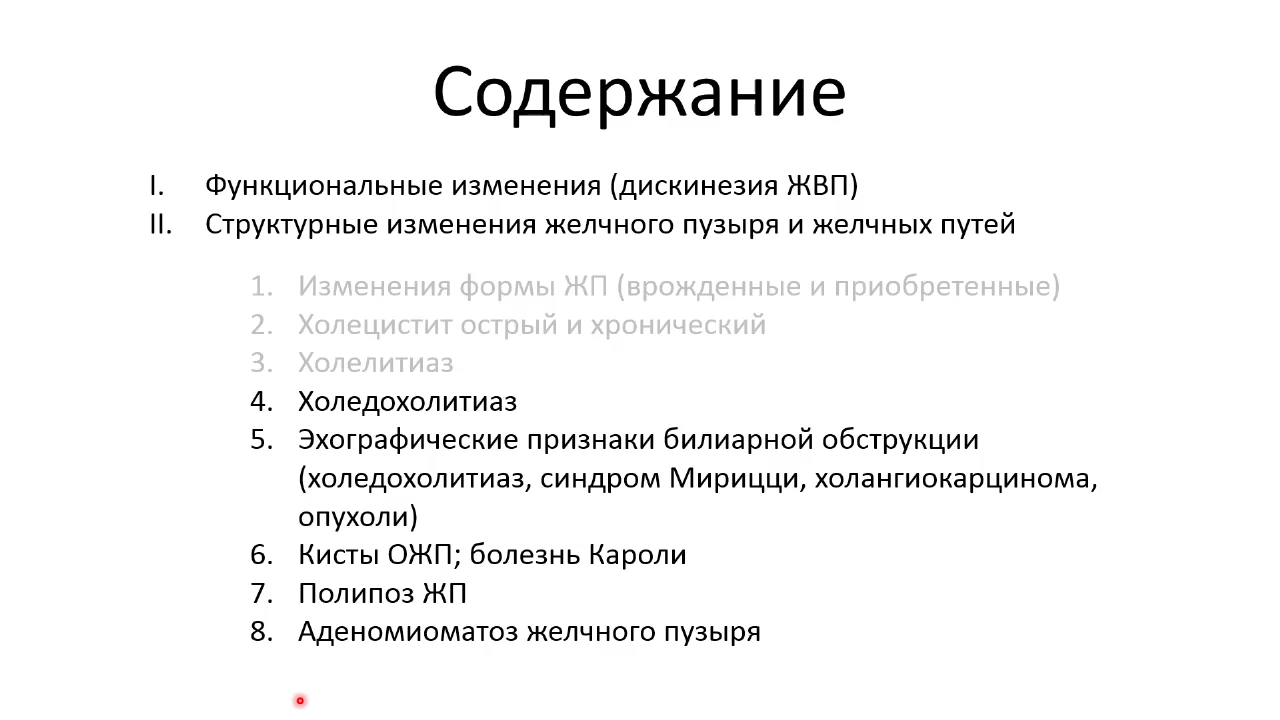 Содержание
I. Функциональные изменения (дискинезия ЖВП)
II. Структурные изменения желчного пузыря и желчных путей
1. Изменения формы ЖП (врожденные и приобретенные)
2. Холецистит острый и хронический
3. Холелитиаз
4. Холедохолитиаз
5. Эхографические признаки билиарной обструкции
(холедохолитиаз, синдром Мирицци, холангиокарцинома,
опухоли)
6. Кисты ОЖП; болезнь Кароли
7. Полипоз ЖП
8. Аденомиоматоз желчного пузыря